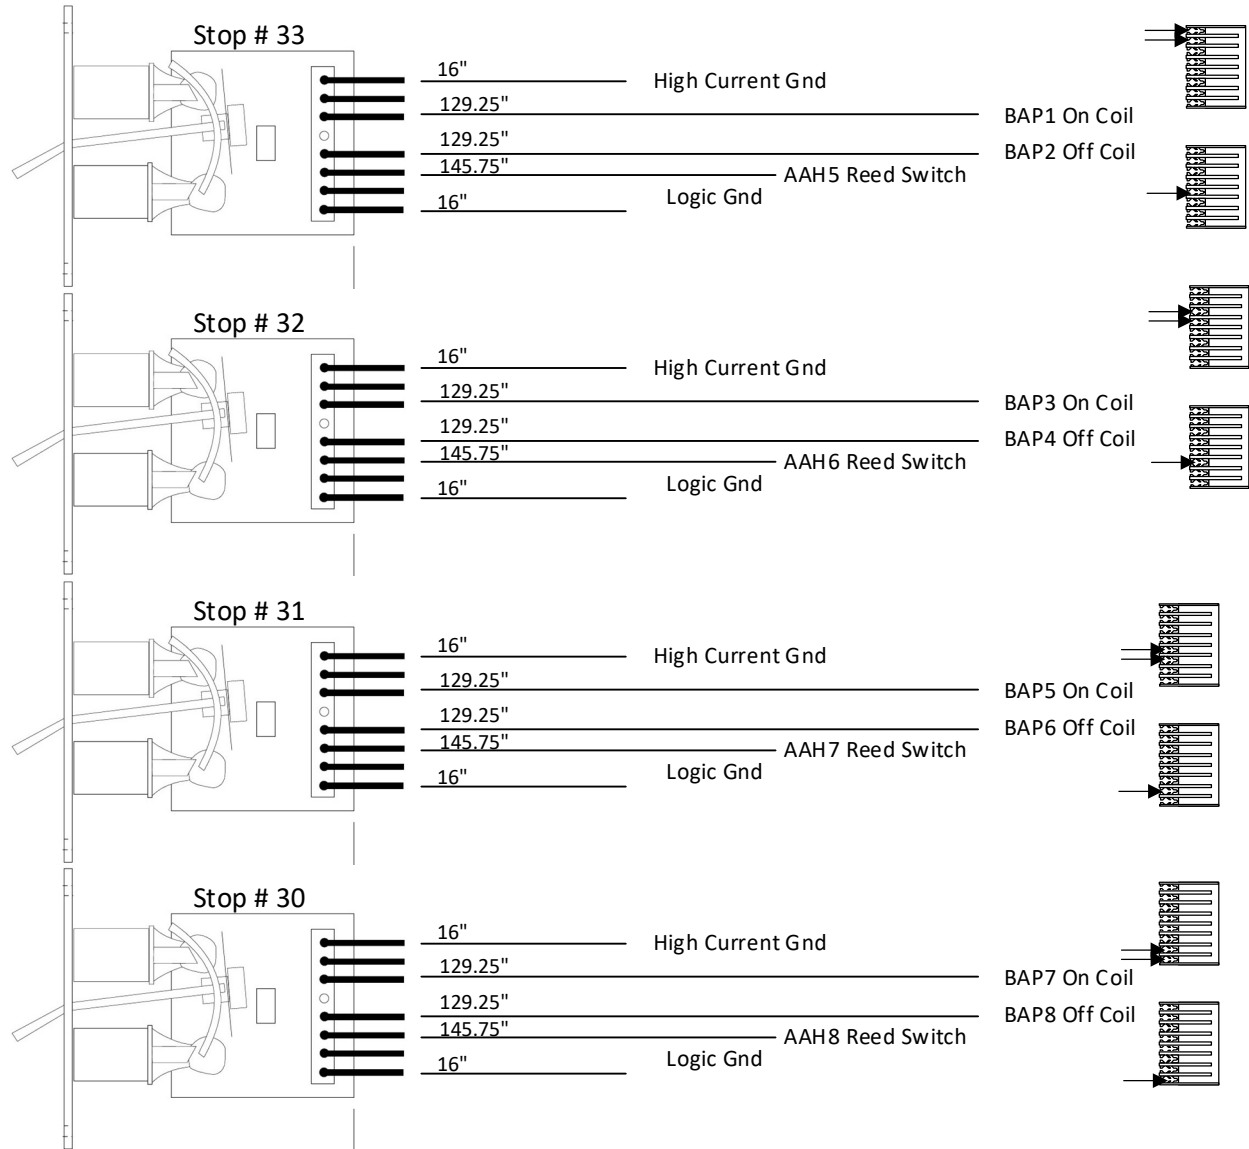 Stop # 33
16" High Current Gnd
129.25" BAP1 On Coil
129.25" BAP2 Off Coil
145.75" AAH5 Reed Switch
16" Logic Gnd
Stop # 32
16" High Current Gnd
129.25" BAP3 On Coil
129.25" BAP4 Off Coil
145.75" AAH6 Reed Switch
16" Logic Gnd
Stop # 31
16" High Current Gnd
129.25" BAP5 On Coil
129.25" BAP6 Off Coil
145.75" AAH7 Reed Switch
16" Logic Gnd
Stop # 30
16" High Current Gnd
129.25" BAP7 On Coil
129.25" BAP8 Off Coil
145.75" AAH8 Reed Switch
16" Logic Gnd